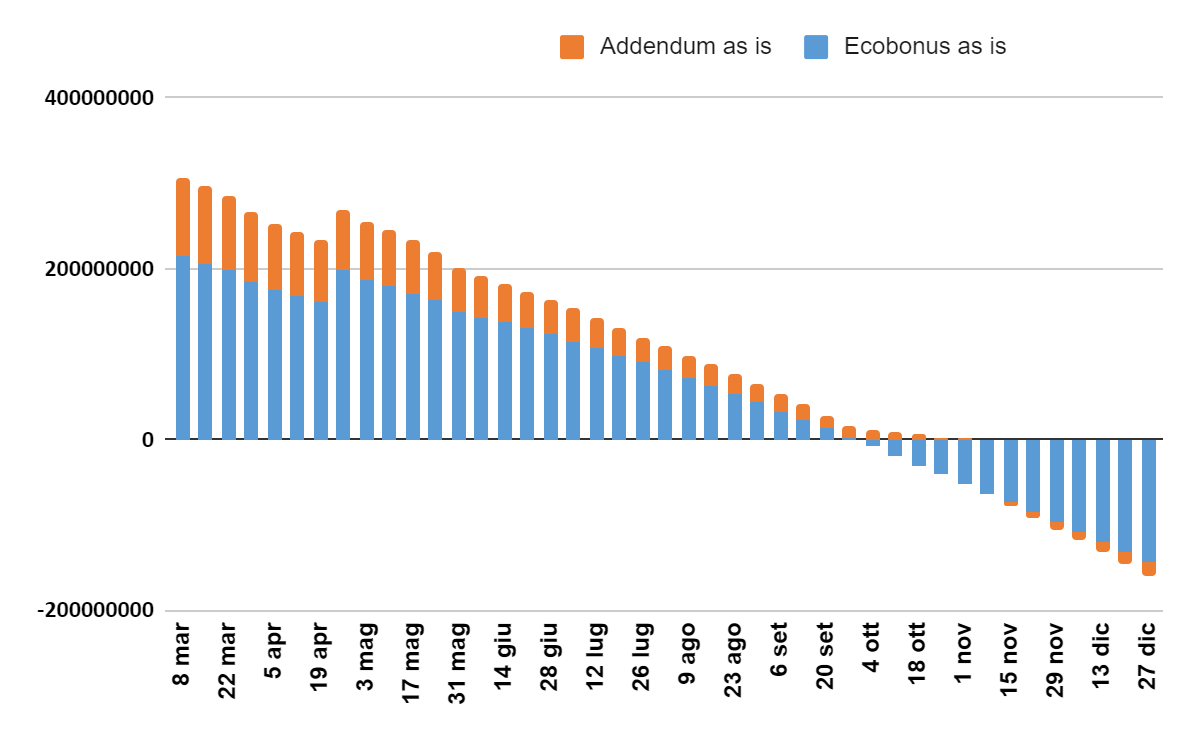 Addendum as is
Ecobonus as is
400000000
200000000
0
-200000000
8 mar
22 mar
5 apr
19 apr
3 mag
17 mag
31 mag
14 giu
28 giu
12 lug
26 lug
9 ago
23 ago
6 set
20 set
4 ott
18 ott
1 nov
15 nov
29 nov
13 dic
27 dic